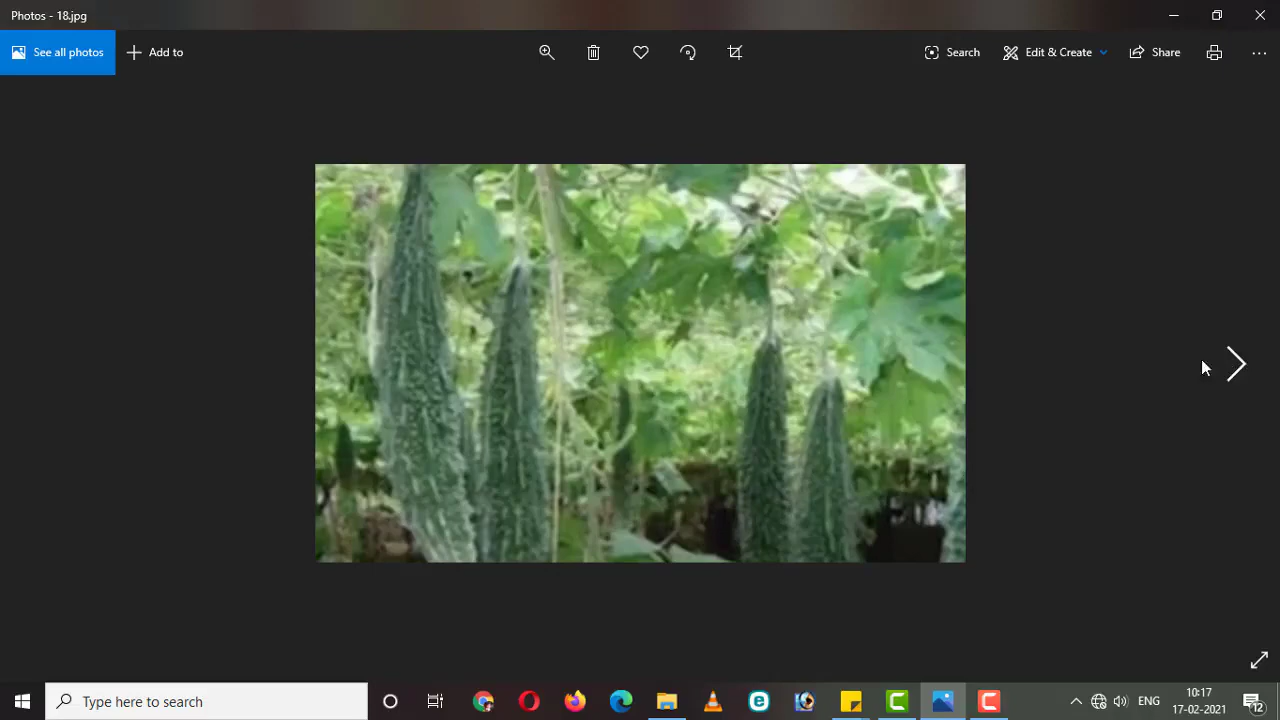 Photos - 18.jpg
See all photos
Add to
Search
Edit & Create
Share
Type here to search
ENG
10:17
17-02-2021
12